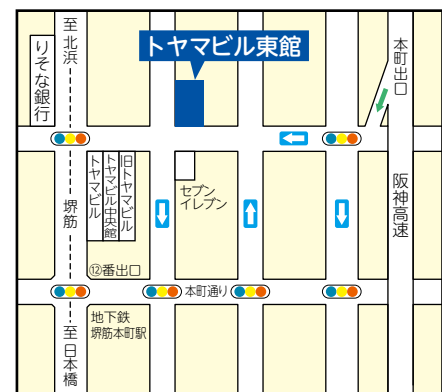 至北浜
りそな銀行
トヤマビル東館
本町出口
トヤマビル
トヤマビル中央館
旧トヤマビル
セブン
イレブン
堺筋
阪神高速
⑫番出口
本町通り
地下鉄
堺筋本町駅
至日本橋